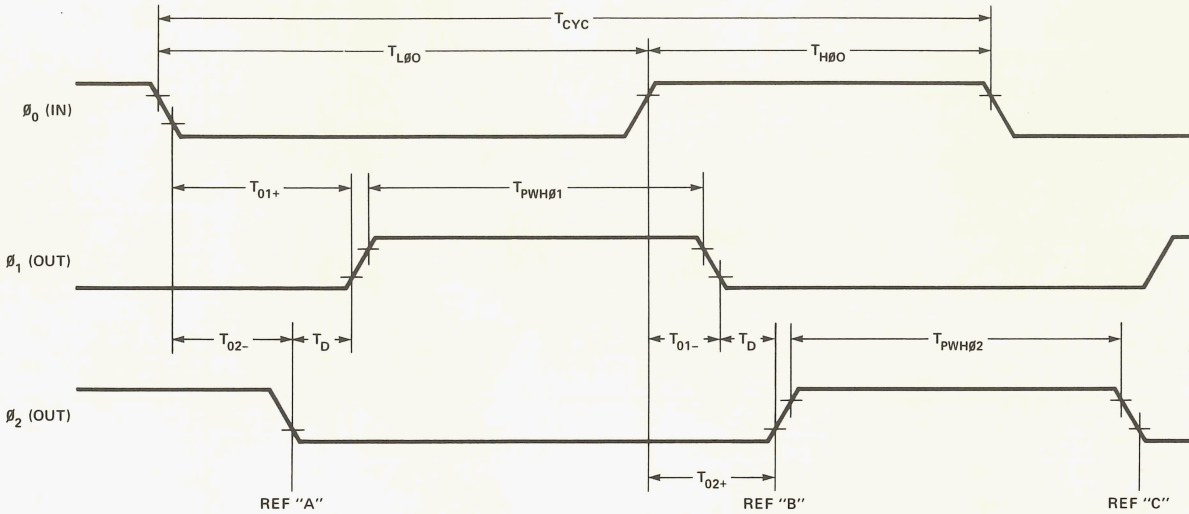 T_CYC
T_LØO T_HØO
Ø_0 (IN)
T_01+ T_PWHØ1
Ø_1 (OUT)
T_02- T_D T_01- T_D T_PWHØ2
Ø_2 (OUT)
T_02+
REF "A" REF "B" REF "C"